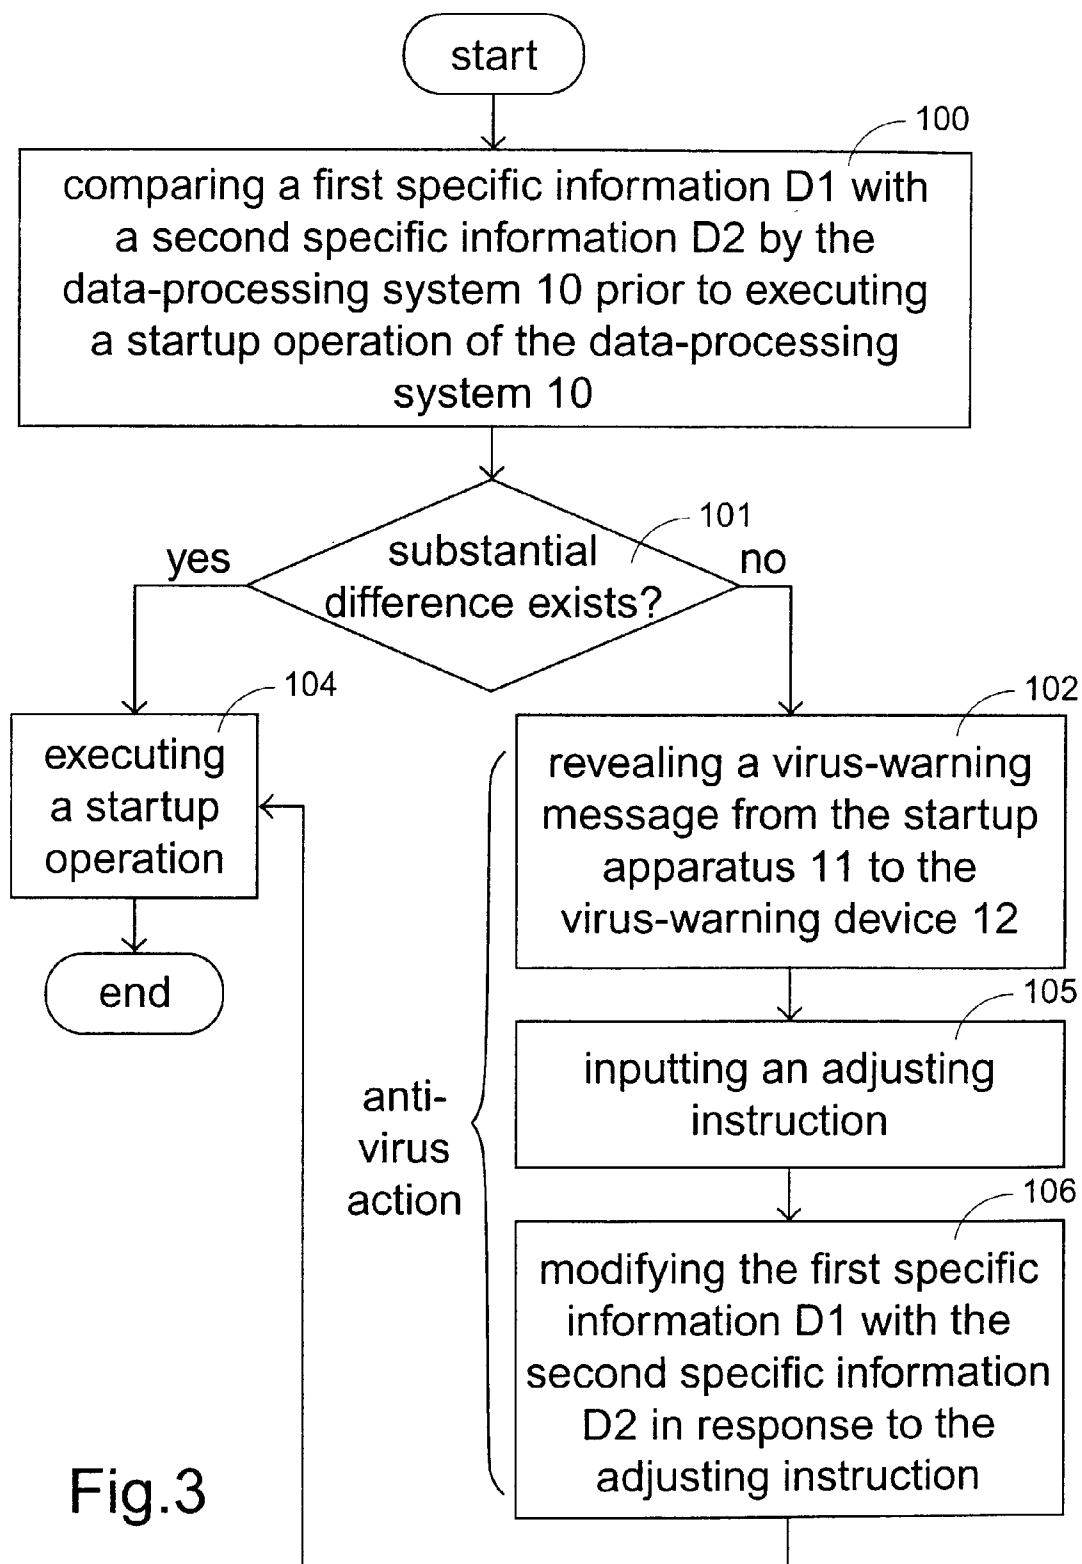 start
100
comparing a first specific information D1 with
a second specific information D2 by the
data-processing system 10 prior to executing
a startup operation of the data-processing
system 10
101
substantial
difference exists?
yes
no
104
executing
a startup
operation
end
102
revealing a virus-warning
message from the startup
apparatus 11 to the
virus-warning device 12
105
inputting an adjusting
instruction
anti-
virus
action
106
modifying the first specific
information D1 with the
second specific information
D2 in response to the
adjusting instruction
Fig.3